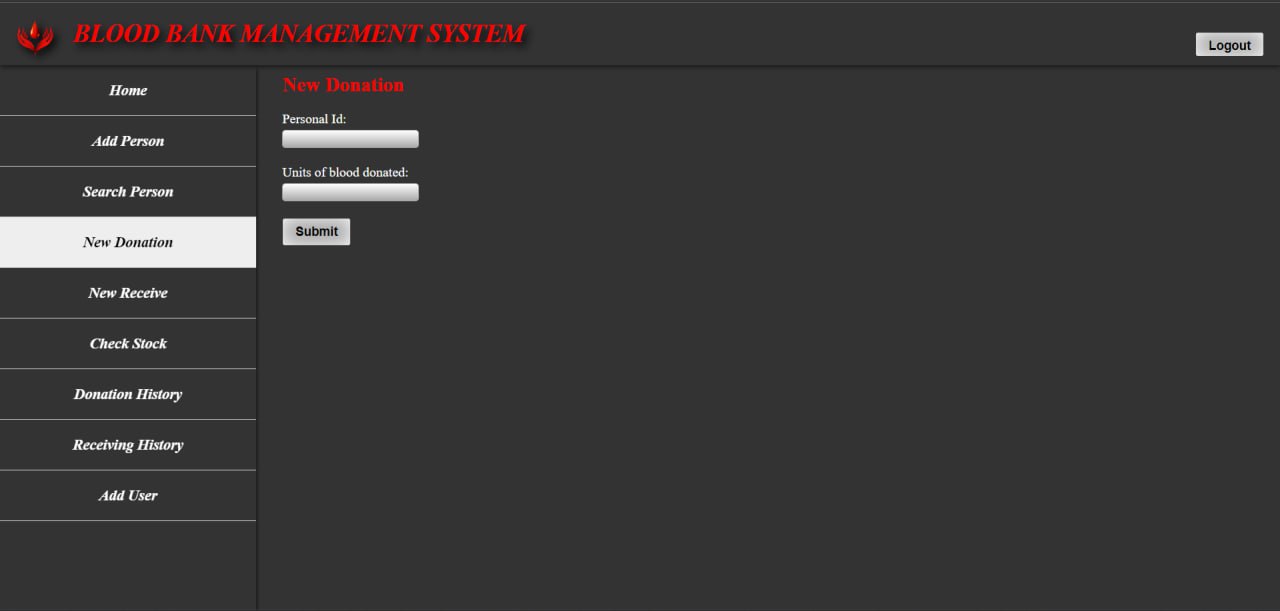 BLOOD BANK MANAGEMENT SYSTEM
Logout
Home
Add Person
Search Person
New Donation
New Receive
Check Stock
Donation History
Receiving History
Add User
New Donation
Personal Id:
Units of blood donated:
Submit